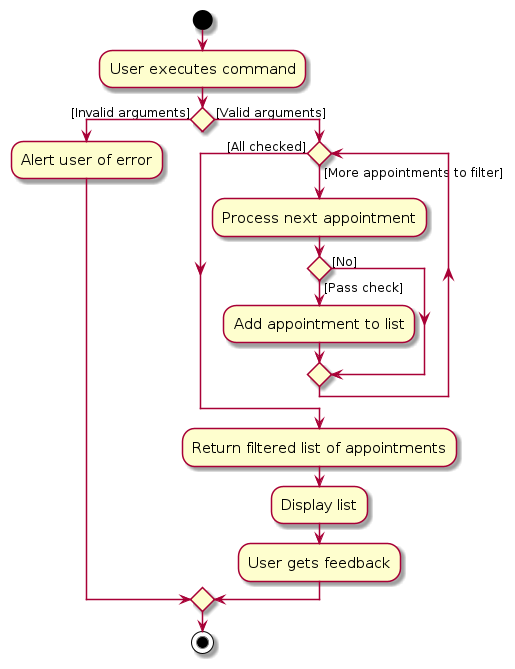 User executes command
[Invalid arguments]
[Valid arguments]
Alert user of error
[All checked]
[More appointments to filter]
Process next appointment
[No]
[Pass check]
Add appointment to list
Return filtered list of appointments
Display list
User gets feedback